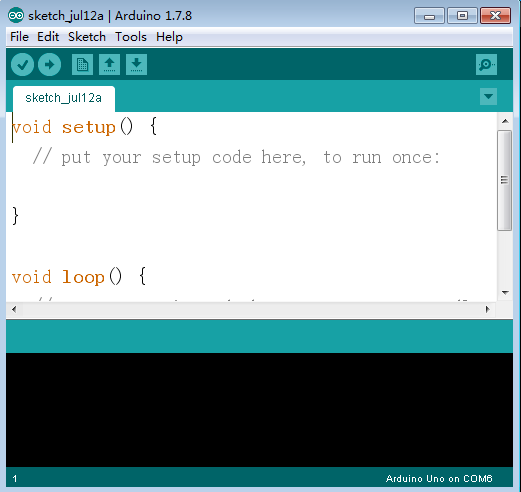 sketch_jul12a | Arduino 1.7.8
File Edit Sketch Tools Help
sketch_jul12a
void setup() {
// put your setup code here, to run once:
}
void loop() {
1
Arduino Uno on COM6